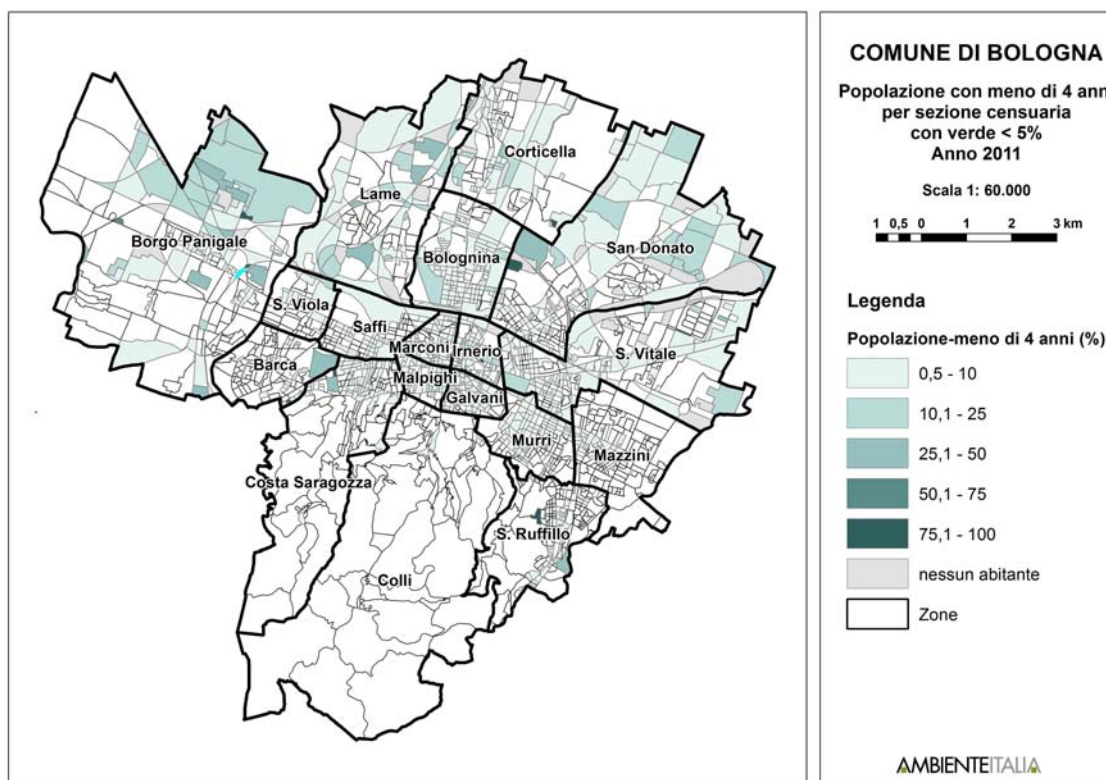 COMUNE DI BOLOGNA
Popolazione con meno di 4 ann
per sezione censuaria
con verde < 5%
Anno 2011
Scala 1: 60.000
1 0,5 0 1 2 3 km
Legenda
Popolazione-meno di 4 anni (%)
0,5 - 10
10,1 - 25
25,1 - 50
50,1 - 75
75,1 - 100
nessun abitante
Zone
AMBIENTEITALIA
Corticella
Lame
Borgo Panigale
San Donato
Bolognina
S. Viola
Saffi
Marconi
Irnerio
S. Vitale
Barca
Malpighi
Galvani
Murri
Mazzini
Costa Saragozza
S. Ruffillo
Colli